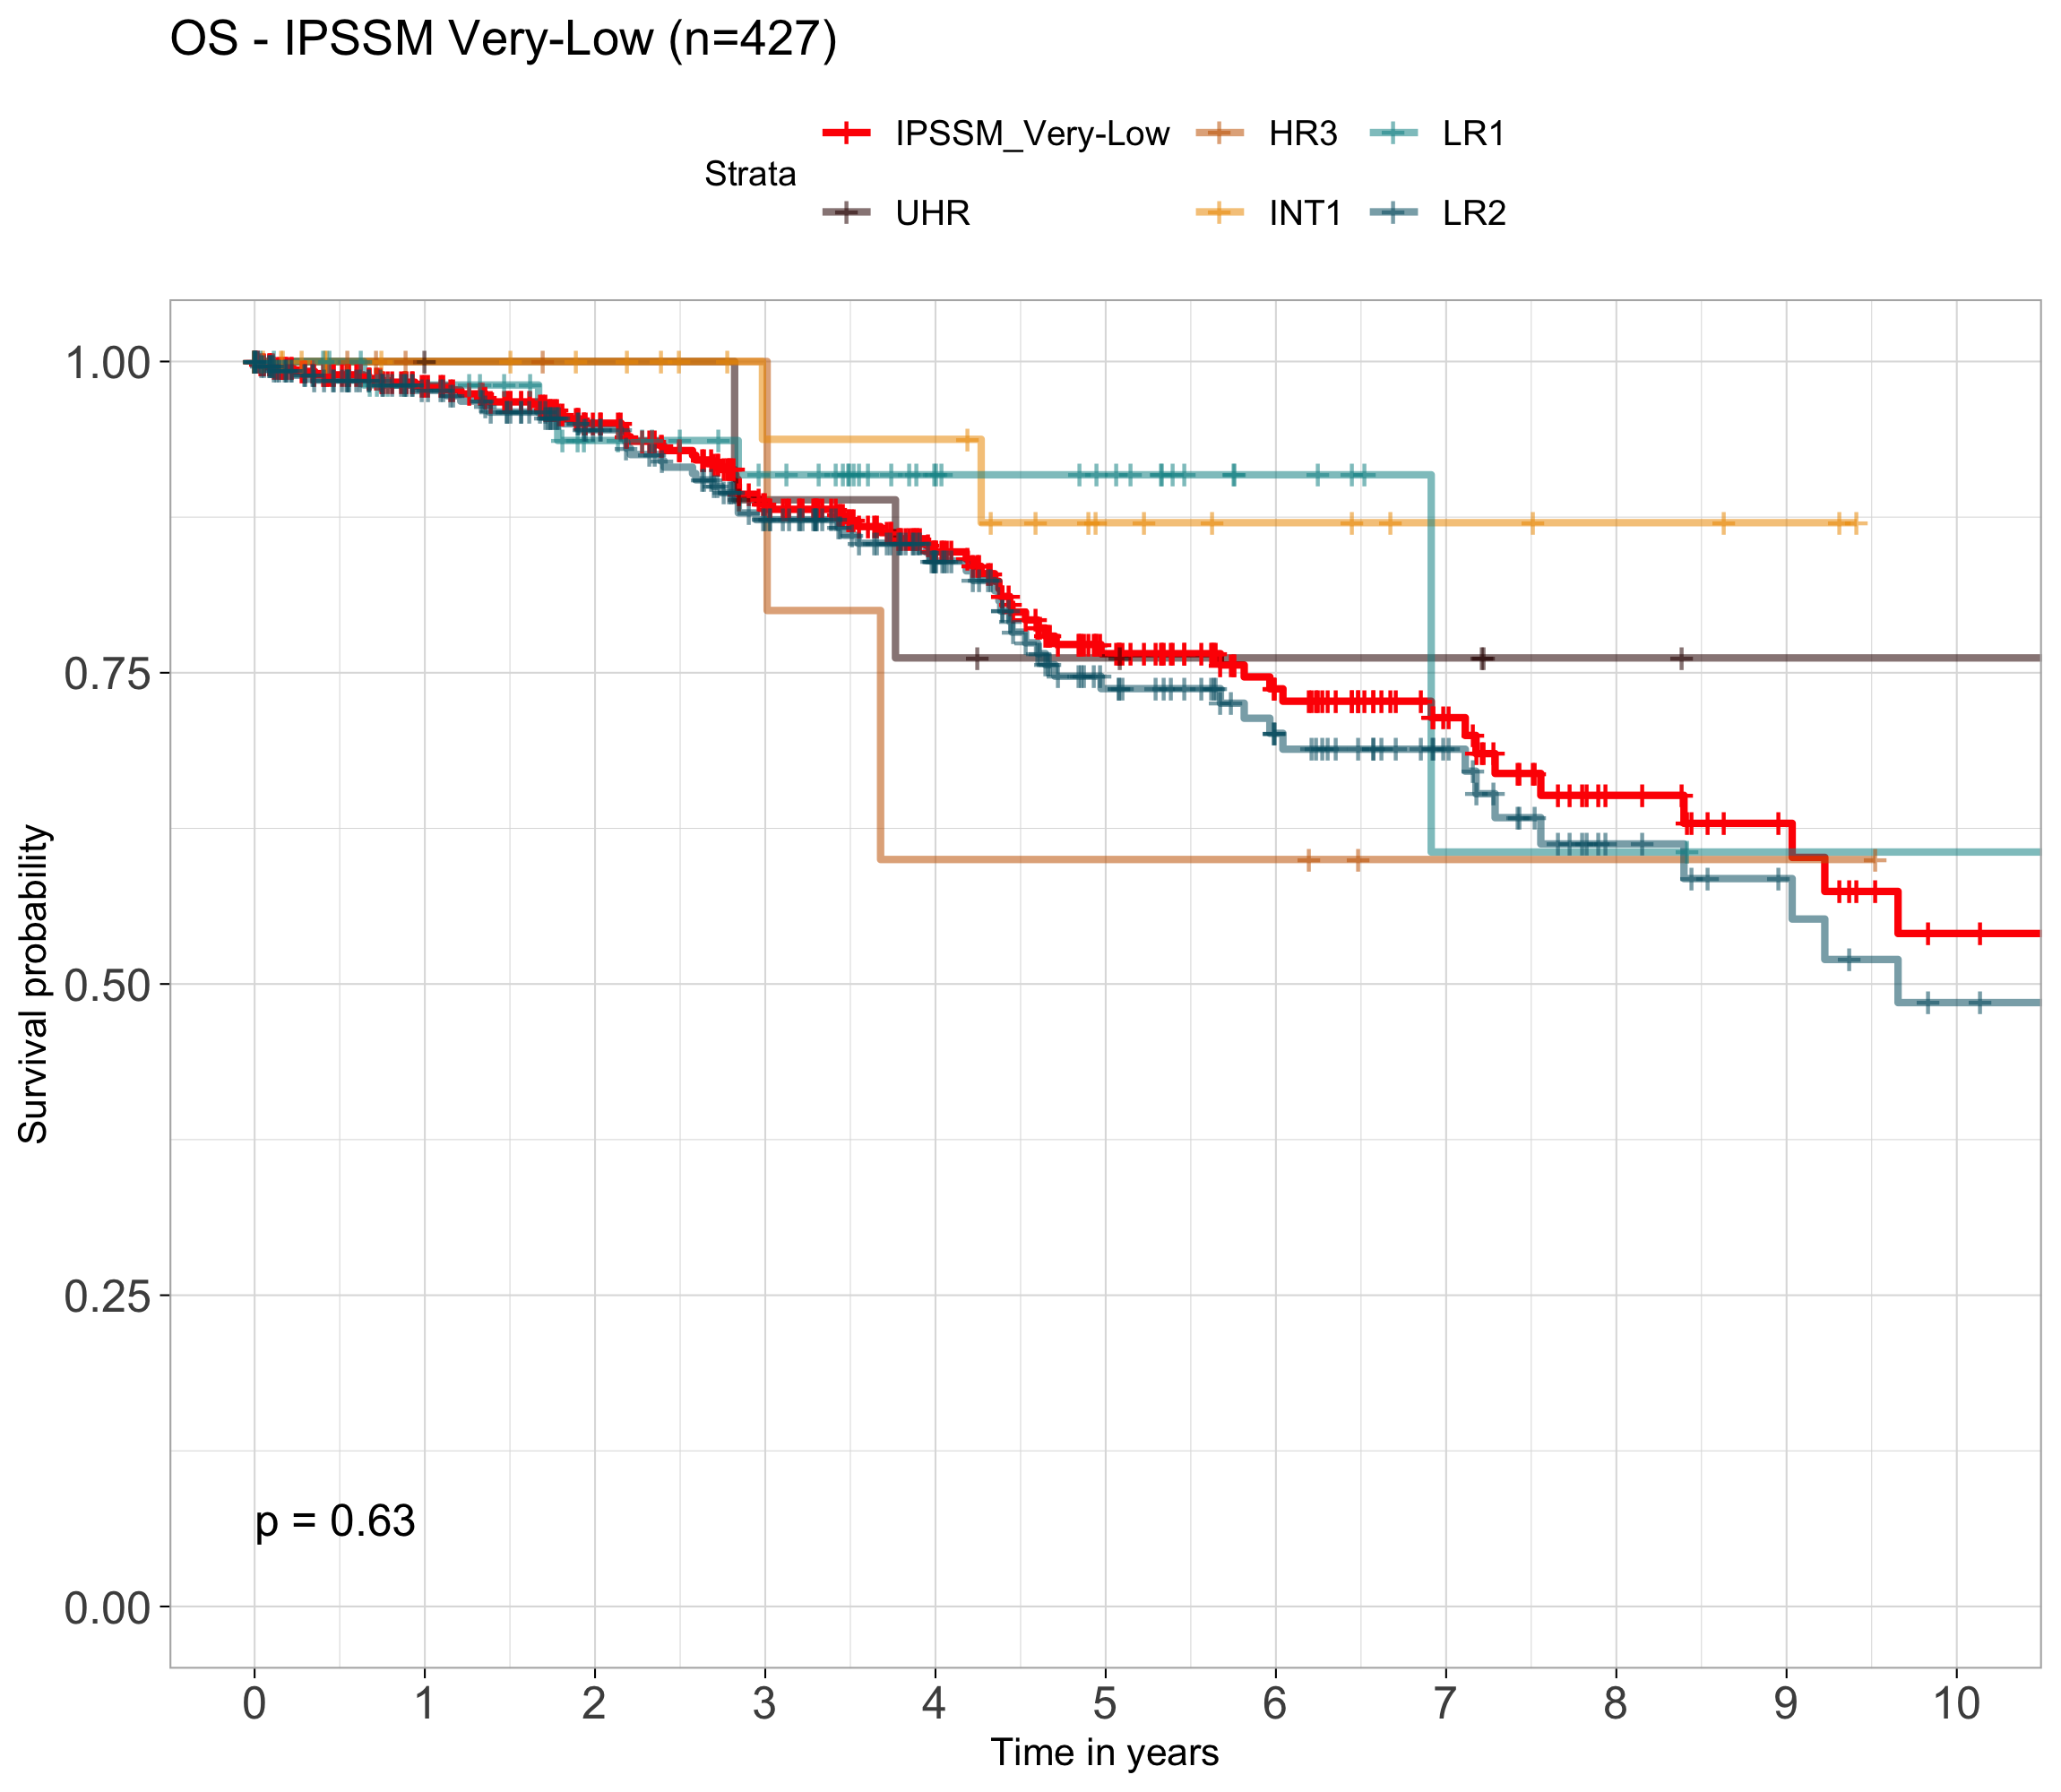 OS - IPSSM Very-Low (n=427)
Strata
IPSSM_Very-Low
HR3
LR1
UHR
INT1
LR2
Survival probability
1.00
0.75
0.50
0.25
0.00
p = 0.63
0 1 2 3 4 5 6 7 8 9 10
Time in years